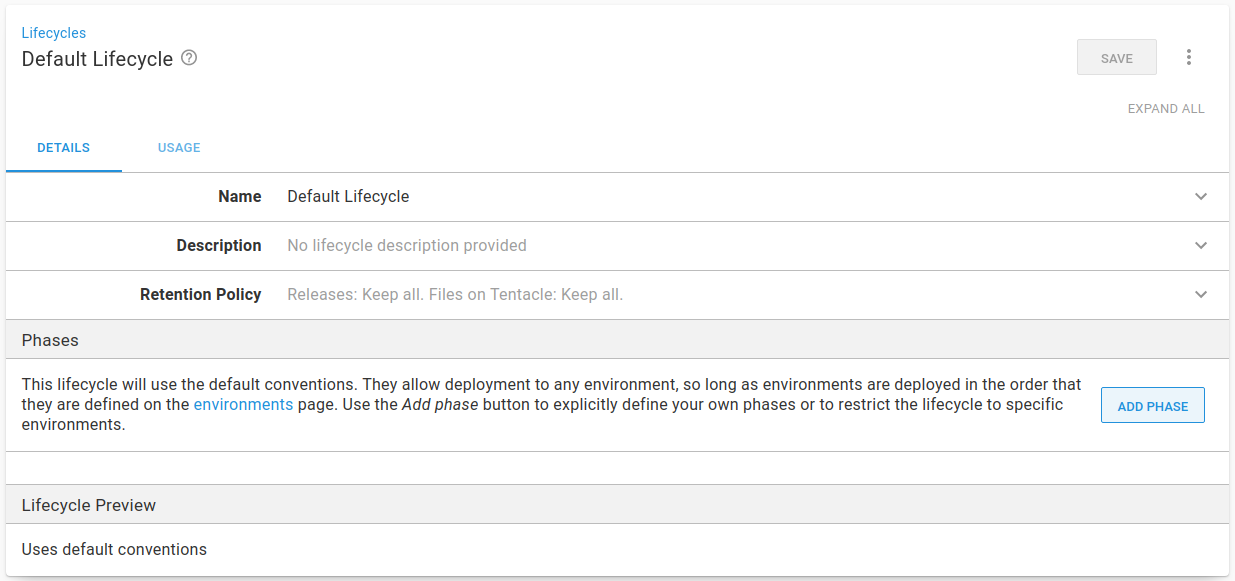 Lifecycles
Default Lifecycle
SAVE
EXPAND ALL
DETAILS USAGE
Name Default Lifecycle
Description No lifecycle description provided
Retention Policy Releases: Keep all. Files on Tentacle: Keep all.
Phases
This lifecycle will use the default conventions. They allow deployment to any environment, so long as environments are deployed in the order that
they are defined on the environments page. Use the Add phase button to explicitly define your own phases or to restrict the lifecycle to specific
environments.
ADD PHASE
Lifecycle Preview
Uses default conventions